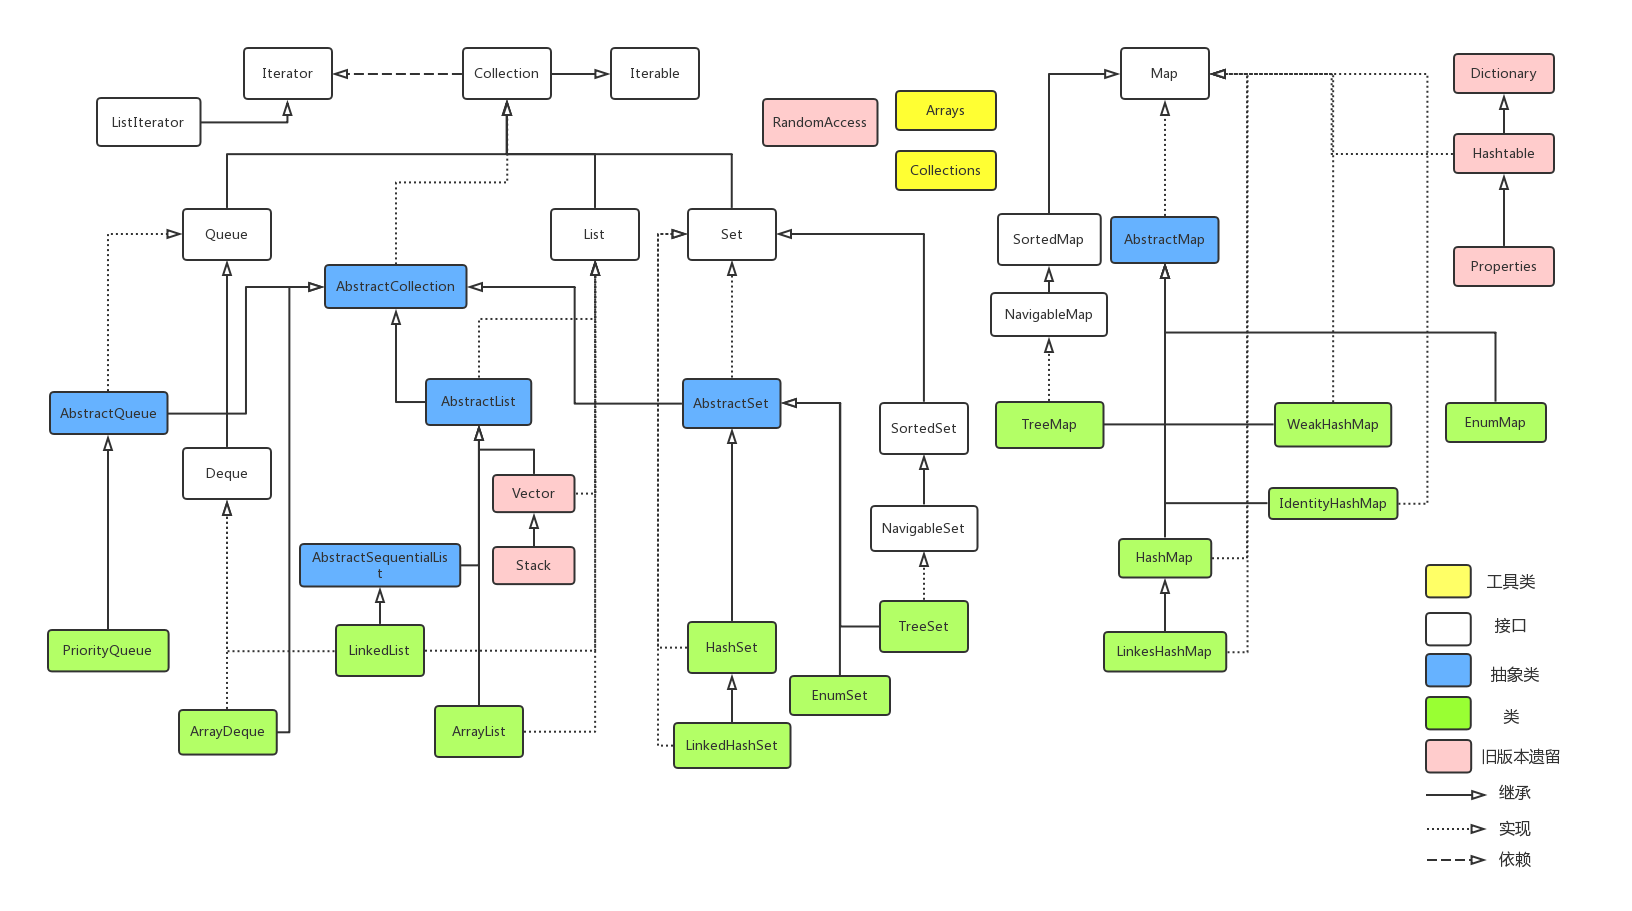 Iterator
Collection
Iterable
Map
Dictionary
ListIterator
RandomAccess
Arrays
Hashtable
Collections
Queue
List
Set
SortedMap
AbstractMap
Properties
AbstractCollection
NavigableMap
AbstractQueue
AbstractList
AbstractSet
SortedSet
TreeMap
WeakHashMap
EnumMap
Deque
Vector
NavigableSet
IdentityHashMap
AbstractSequentialLis
t
Stack
HashMap
PriorityQueue
LinkedList
HashSet
TreeSet
LinkesHashMap
EnumSet
ArrayDeque
ArrayList
LinkedHashSet
工具类
接口
抽象类
类
旧版本遗留
继承
实现
依赖